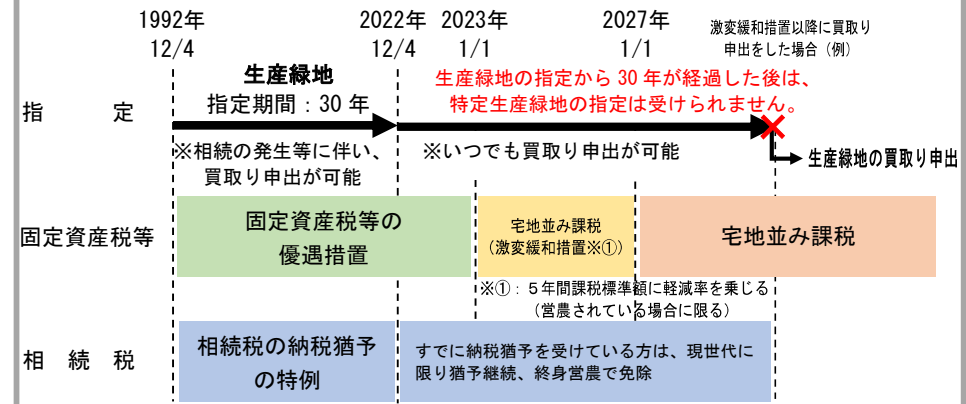 1992年
12/4
2022年
12/4
2023年
1/1
2027年
1/1
激変緩和措置以降に買取り
申出をした場合（例）
指定
生産緑地
指定期間：30 年
生産緑地の指定から 30 年が経過した後は、
特定生産緑地の指定は受けられません。
※相続の発生等に伴い、
買取り申出が可能
※いつでも買取り申出が可能
生産緑地の買取り申出
固定資産税等
固定資産税等の
優遇措置
宅地並み課税
(激変緩和措置※①)
宅地並み課税
※①：５年間課税標準額に軽減率を乗じる
（営農されている場合に限る）
相続税
相続税の納税猶予
の特例
すでに納税猶予を受けている方は、現世代に
限り猶予継続、終身営農で免除